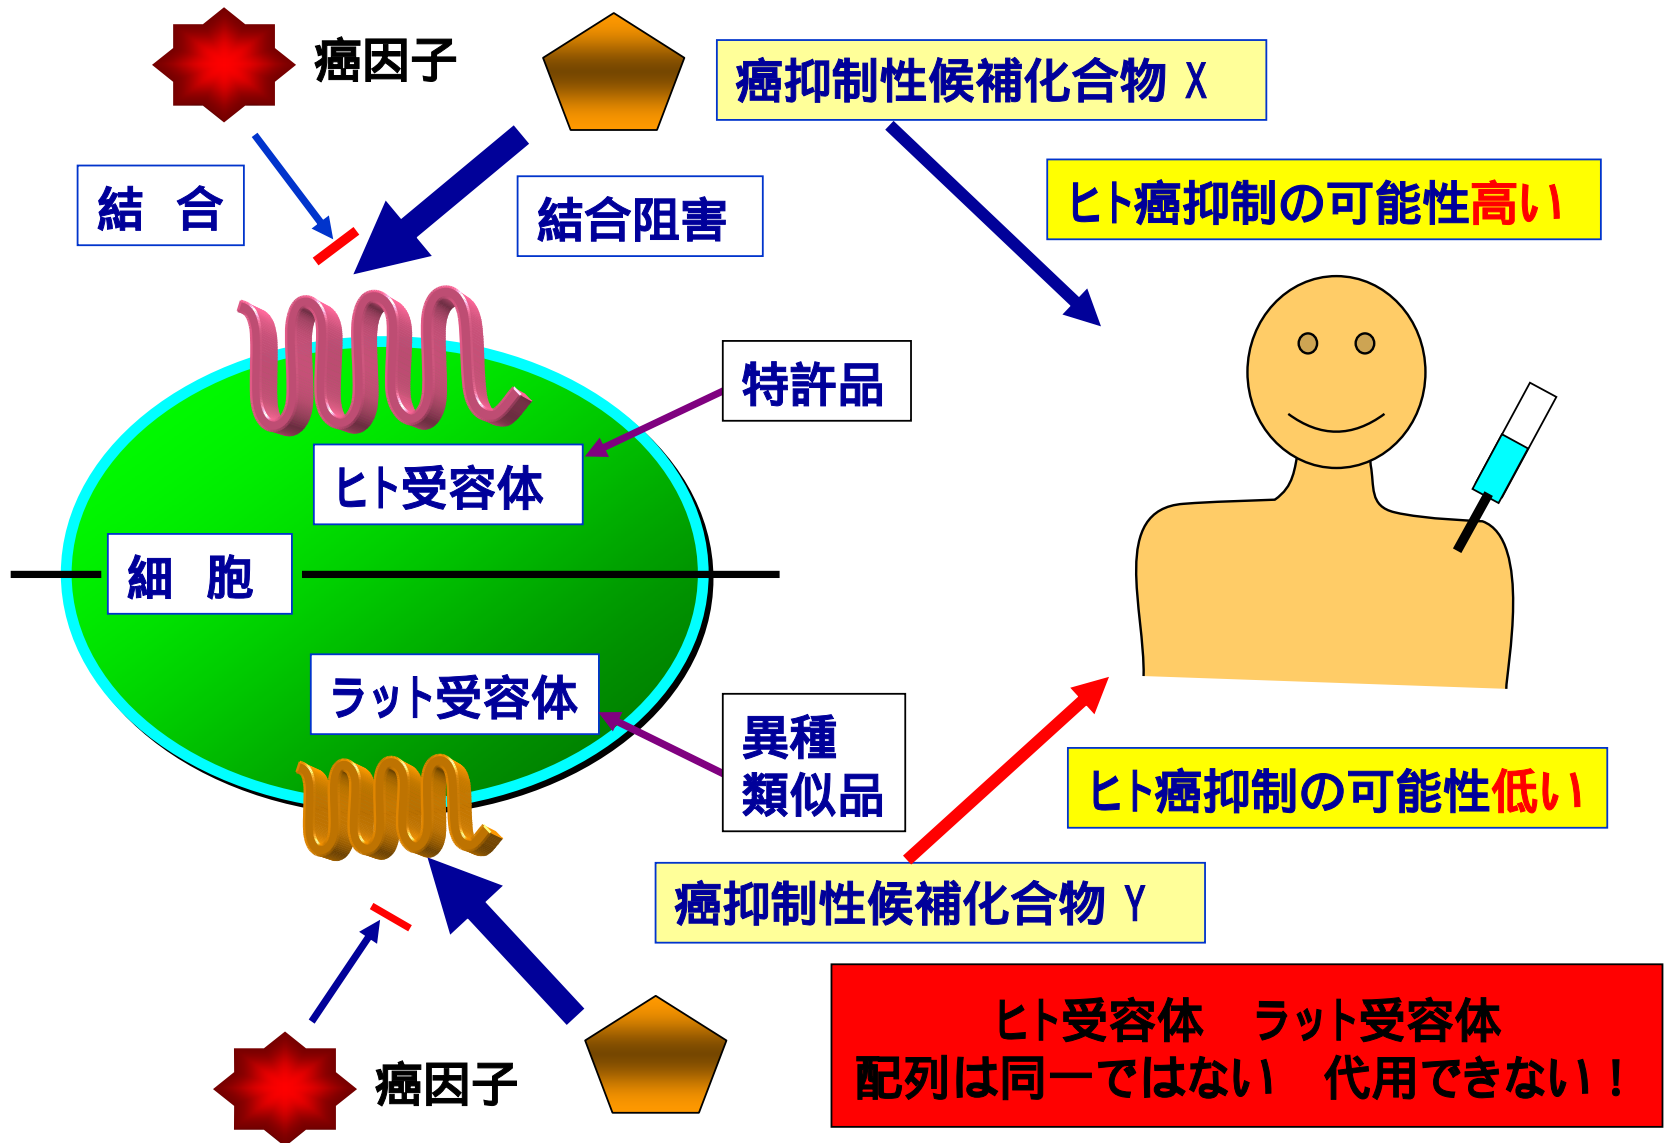 癌因子
癌抑制性候補化合物 X
結 合
結合阻害
ヒト癌抑制の可能性高い
特許品
ヒト受容体
細 胞
ラット受容体
異種
類似品
ヒト癌抑制の可能性低い
癌抑制性候補化合物 Y
癌因子
ヒト受容体 ラット受容体
配列は同一ではない 代用できない!